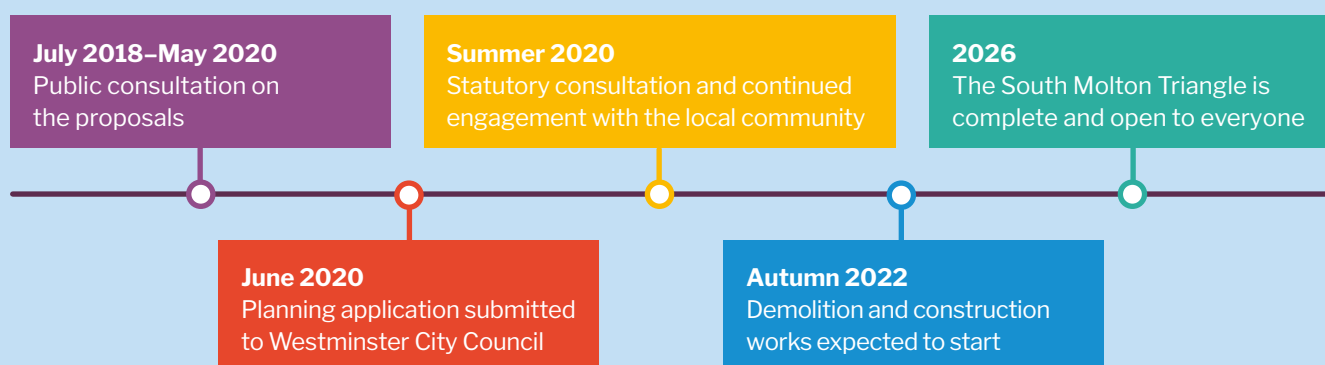 July 2018–May 2020
Public consultation on
the proposals
June 2020
Planning application submitted
to Westminster City Council
Summer 2020
Statutory consultation and continued
engagement with the local community
Autumn 2022
Demolition and construction
works expected to start
2026
The South Molton Triangle is
complete and open to everyone